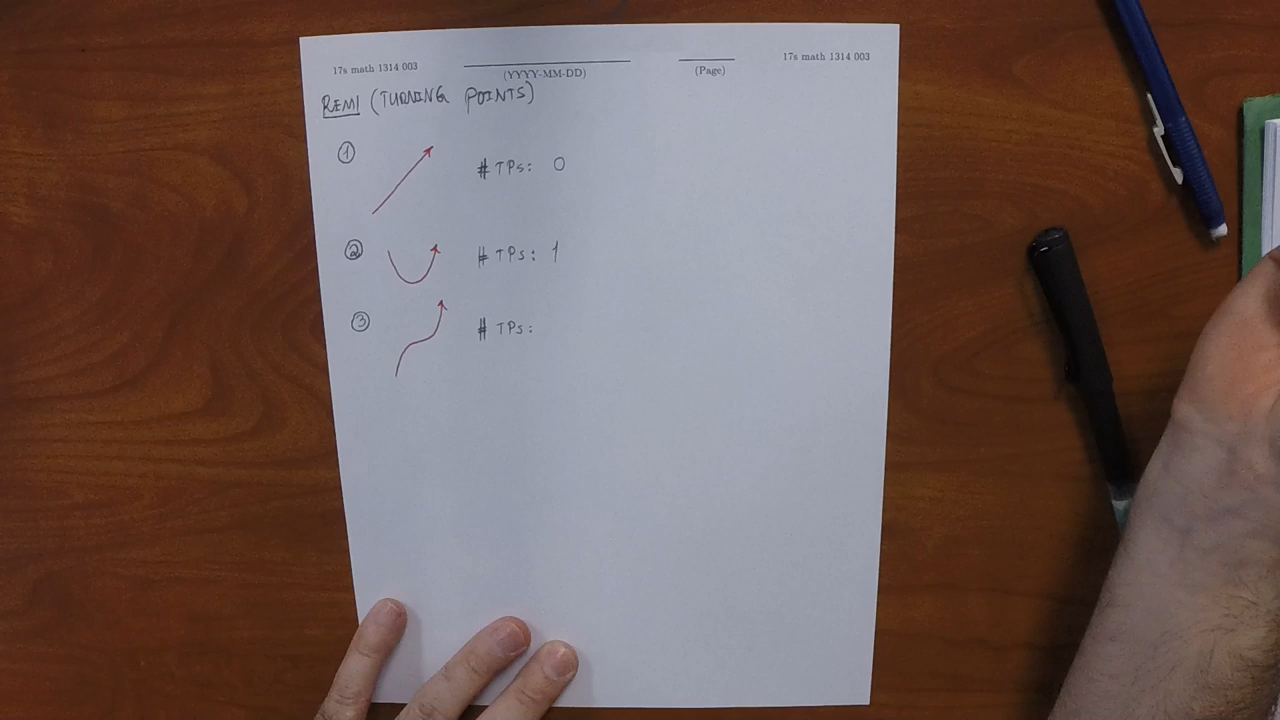 17s math 1314 003 (YYYY-MM-DD) (Page) 17s math 1314 003
REM! (TURNING POINTS)
① # TPs: 0
② # TPs: 1
③ # TPs: